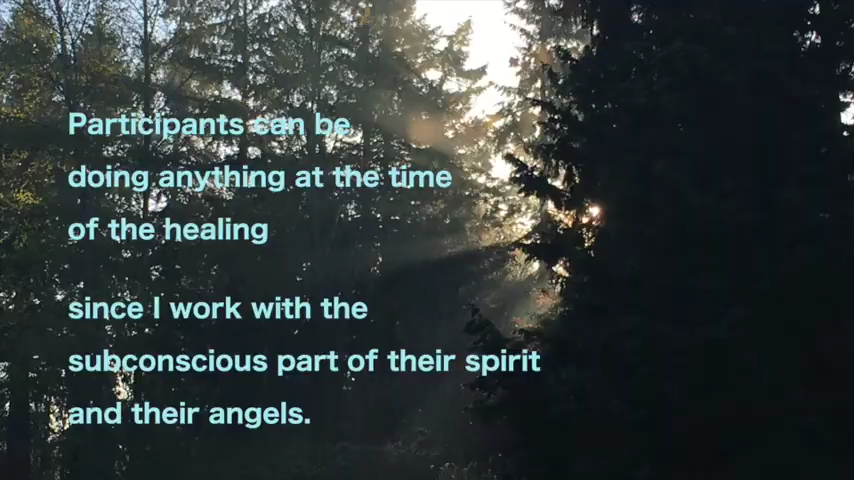 Participants can be
doing anything at the time
of the healing
since I work with the
subconscious part of their spirit
and their angels.